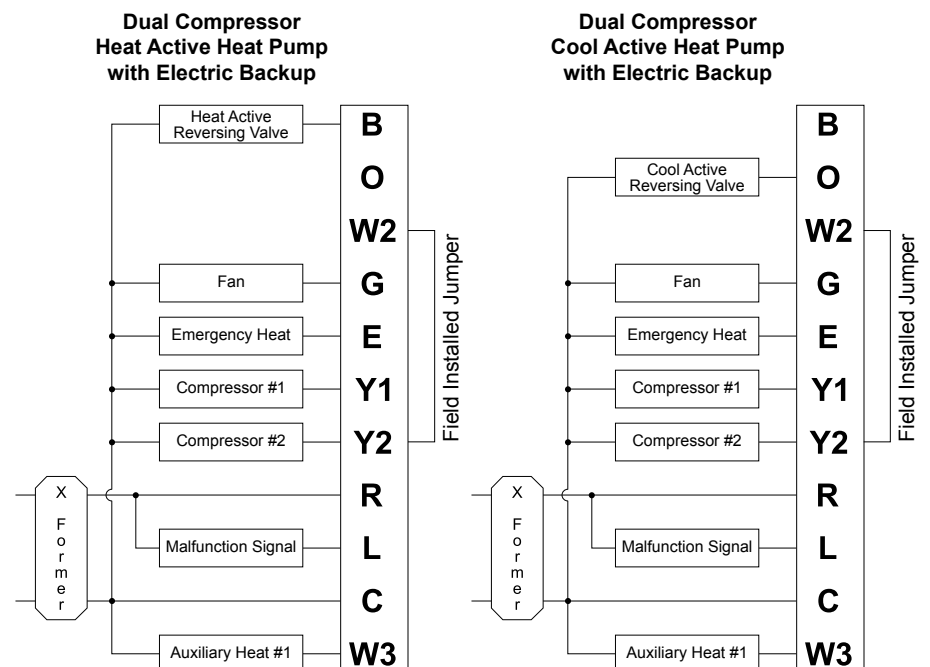 Dual Compressor
Heat Active Heat Pump
with Electric Backup
Heat Active
Reversing Valve
B
O
W2
Fan
G
Emergency Heat
E
Compressor #1
Y1
Compressor #2
Y2
Field Installed Jumper
X Former
R
Malfunction Signal
L
C
Auxiliary Heat #1
W3
Dual Compressor
Cool Active Heat Pump
with Electric Backup
B
Cool Active
Reversing Valve
O
W2
Fan
G
Emergency Heat
E
Compressor #1
Y1
Compressor #2
Y2
Field Installed Jumper
X Former
R
Malfunction Signal
L
C
Auxiliary Heat #1
W3